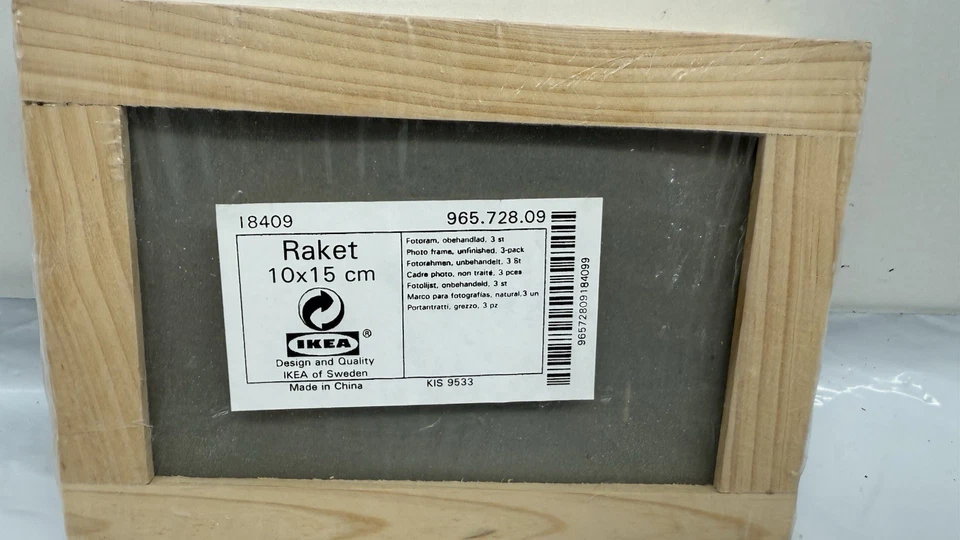 18409
965.728.09
Raket
10x15 cm
IKEA®
Design and Quality
IKEA of Sweden
Made in China
Fotoram, obehandlad, 3 st
Photo frame, unfinished, 3-pack
Fotorahmen, unbehandelt, 3 St
Cadre photo, non traité, 3 pces
Fotolijst, onbehandeld, 3 st
Marco para fotografías, natural,3 un
Portaritratti, grezzo, 3 pz
KIS 9533
96572809184099